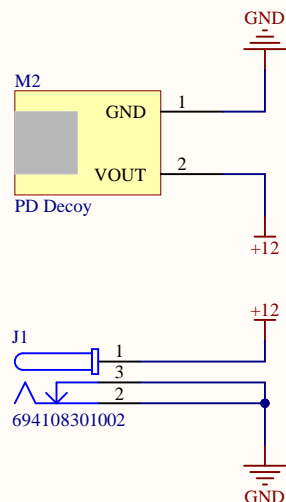 GND
M2
GND 1
VOUT 2
PD Decoy
+12
+12
J1
1
3
2
694108301002
GND